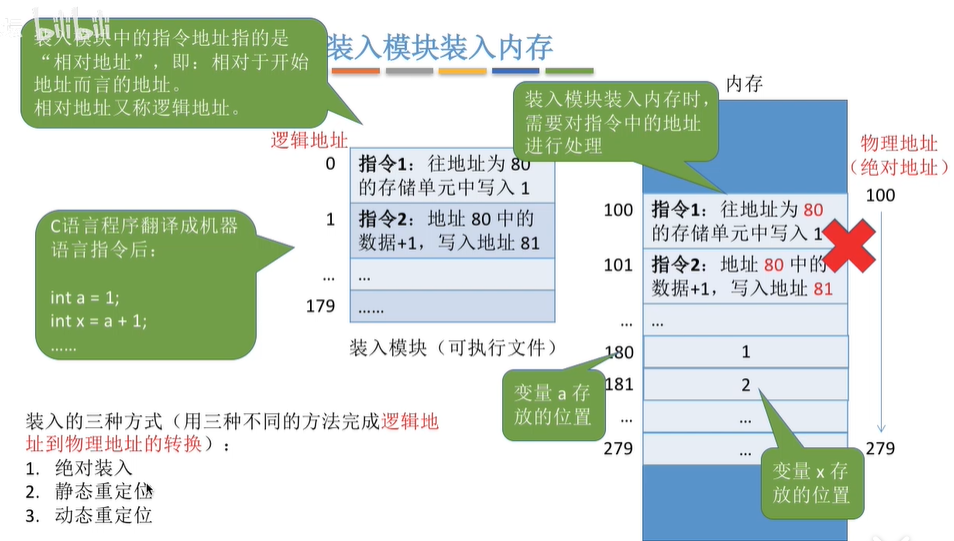 bilibili
装入模块装入内存
装入模块中的指令地址指的是
“相对地址”，即：相对于开始
地址而言的地址。
相对地址又称逻辑地址。
逻辑地址
0
指令1：往地址为 80
的存储单元中写入 1
1
指令2：地址 80 中的
数据+1，写入地址 81
...
...
179
......
装入模块（可执行文件）
C语言程序翻译成机器
语言指令后：
int a = 1;
int x = a + 1;
......
装入的三种方式（用三种不同的方法完成逻辑地
址到物理地址的转换）：
1. 绝对装入
2. 静态重定位
3. 动态重定位
内存
装入模块装入内存时，
需要对指令中的地址
进行处理
物理地址
（绝对地址）
100
100
指令1：往地址为 80
的存储单元中写入 1
101
指令2：地址 80 中的
数据+1，写入地址 81
...
...
180
1
181
2
...
...
279
...
279
变量 a 存
放的位置
变量 x 存
放的位置